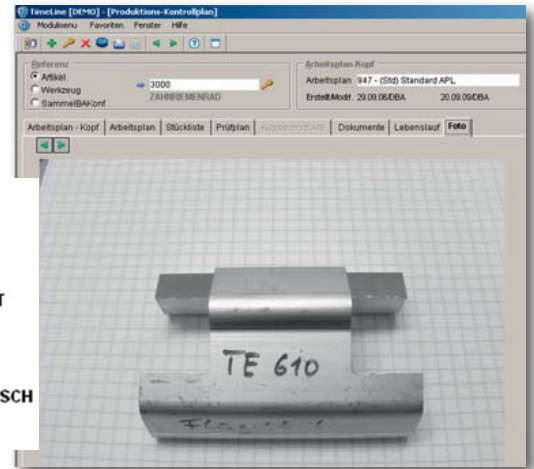 TimeLine [DEMO] - [Produktions-Kontrollplan]
Modulmenu Favoriten Fenster Hilfe
Referenz
Artikel
Werkzeug
SammelBAKonf
3000
ZAHNRIEMENRAD
Arbeitsplan-Kopf
Arbeitsplan 947 - (Std) Standard APL
Erstellt/Modif. 29.09.06/DBA 20.09.09/DBA
Arbeitsplan - Kopf Arbeitsplan Stückliste Prüfplan Dokumente Lebenslauf Foto
T
SCH
TE 610